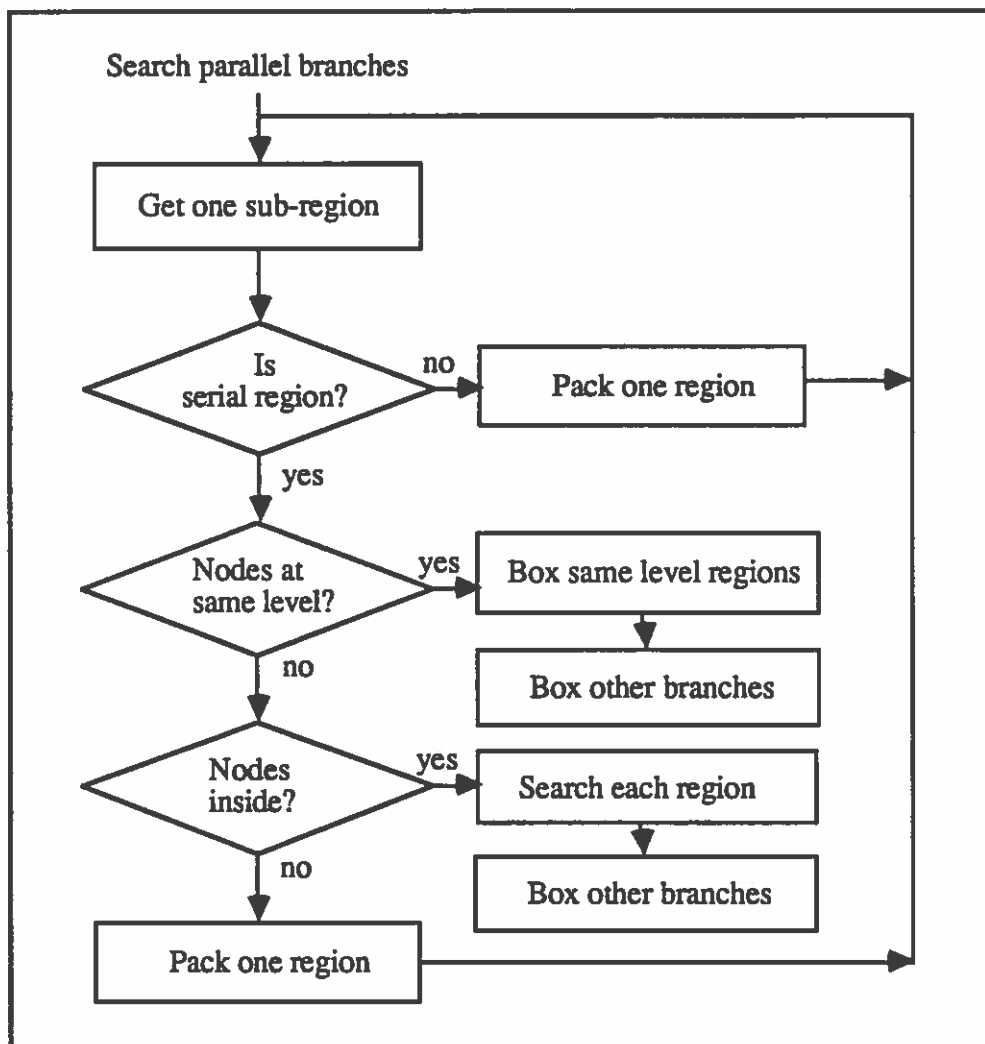 Search parallel branches
Get one sub-region
Is
serial region?
no
Pack one region
yes
Nodes at
same level?
yes
Box same level regions
Box other branches
no
Nodes
inside?
yes
Search each region
Box other branches
no
Pack one region